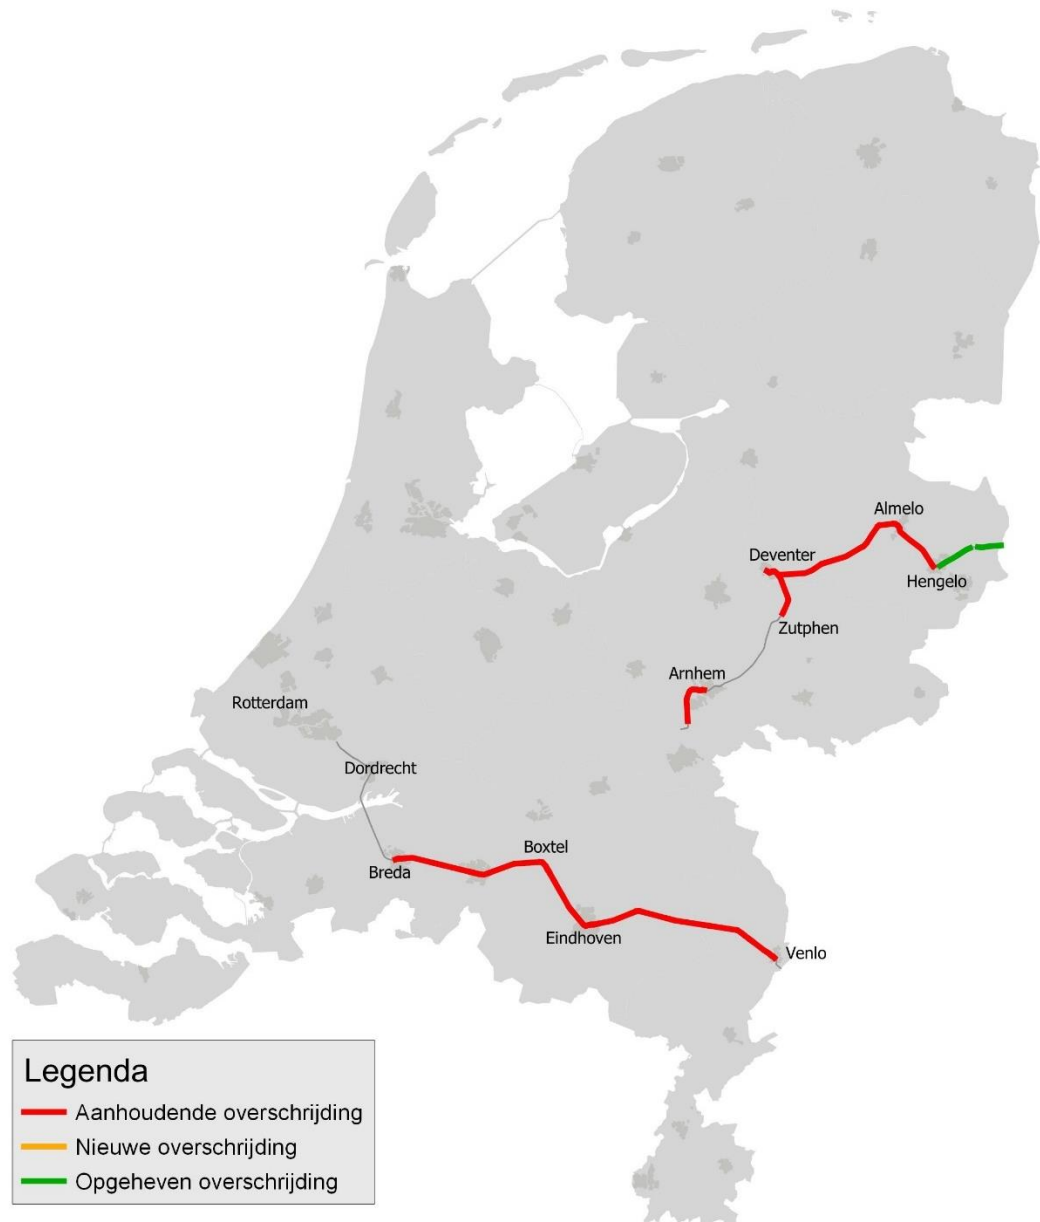 Almelo
Deventer
Hengelo
Zutphen
Arnhem
Rotterdam
Dordrecht
Boxtel
Breda
Eindhoven
Venlo
Legenda
Aanhoudende overschrijding
Nieuwe overschrijding
Opgeheven overschrijding